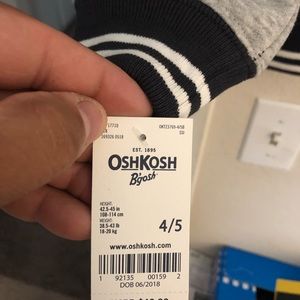 EST. 1895
OSHKOSH
B'gosh
HEIGHT:
42.5-45 in
108-114 cm
WEIGHT:
38.5-43 lb
18-20 kg
4/5
www.oshkosh.com
1 92135 00159 2
DOB 06/2018